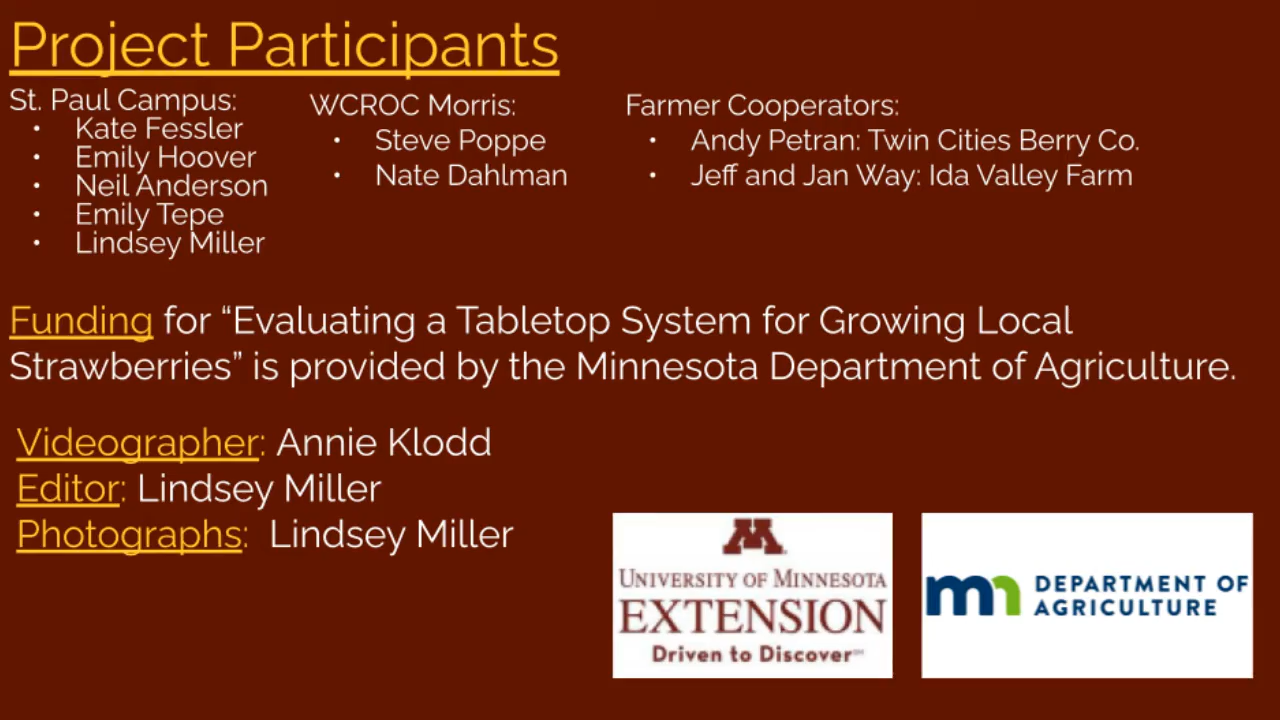 Project Participants
St. Paul Campus:
• Kate Fessler
• Emily Hoover
• Neil Anderson
• Emily Tepe
• Lindsey Miller
WCROC Morris:
• Steve Poppe
• Nate Dahlman
Farmer Cooperators:
• Andy Petran: Twin Cities Berry Co.
• Jeff and Jan Way: Ida Valley Farm
Funding for “Evaluating a Tabletop System for Growing Local
Strawberries” is provided by the Minnesota Department of Agriculture.
Videographer: Annie Klodd
Editor: Lindsey Miller
Photographs: Lindsey Miller
M
UNIVERSITY OF MINNESOTA
EXTENSION
Driven to Discover℠
mn DEPARTMENT OF
AGRICULTURE